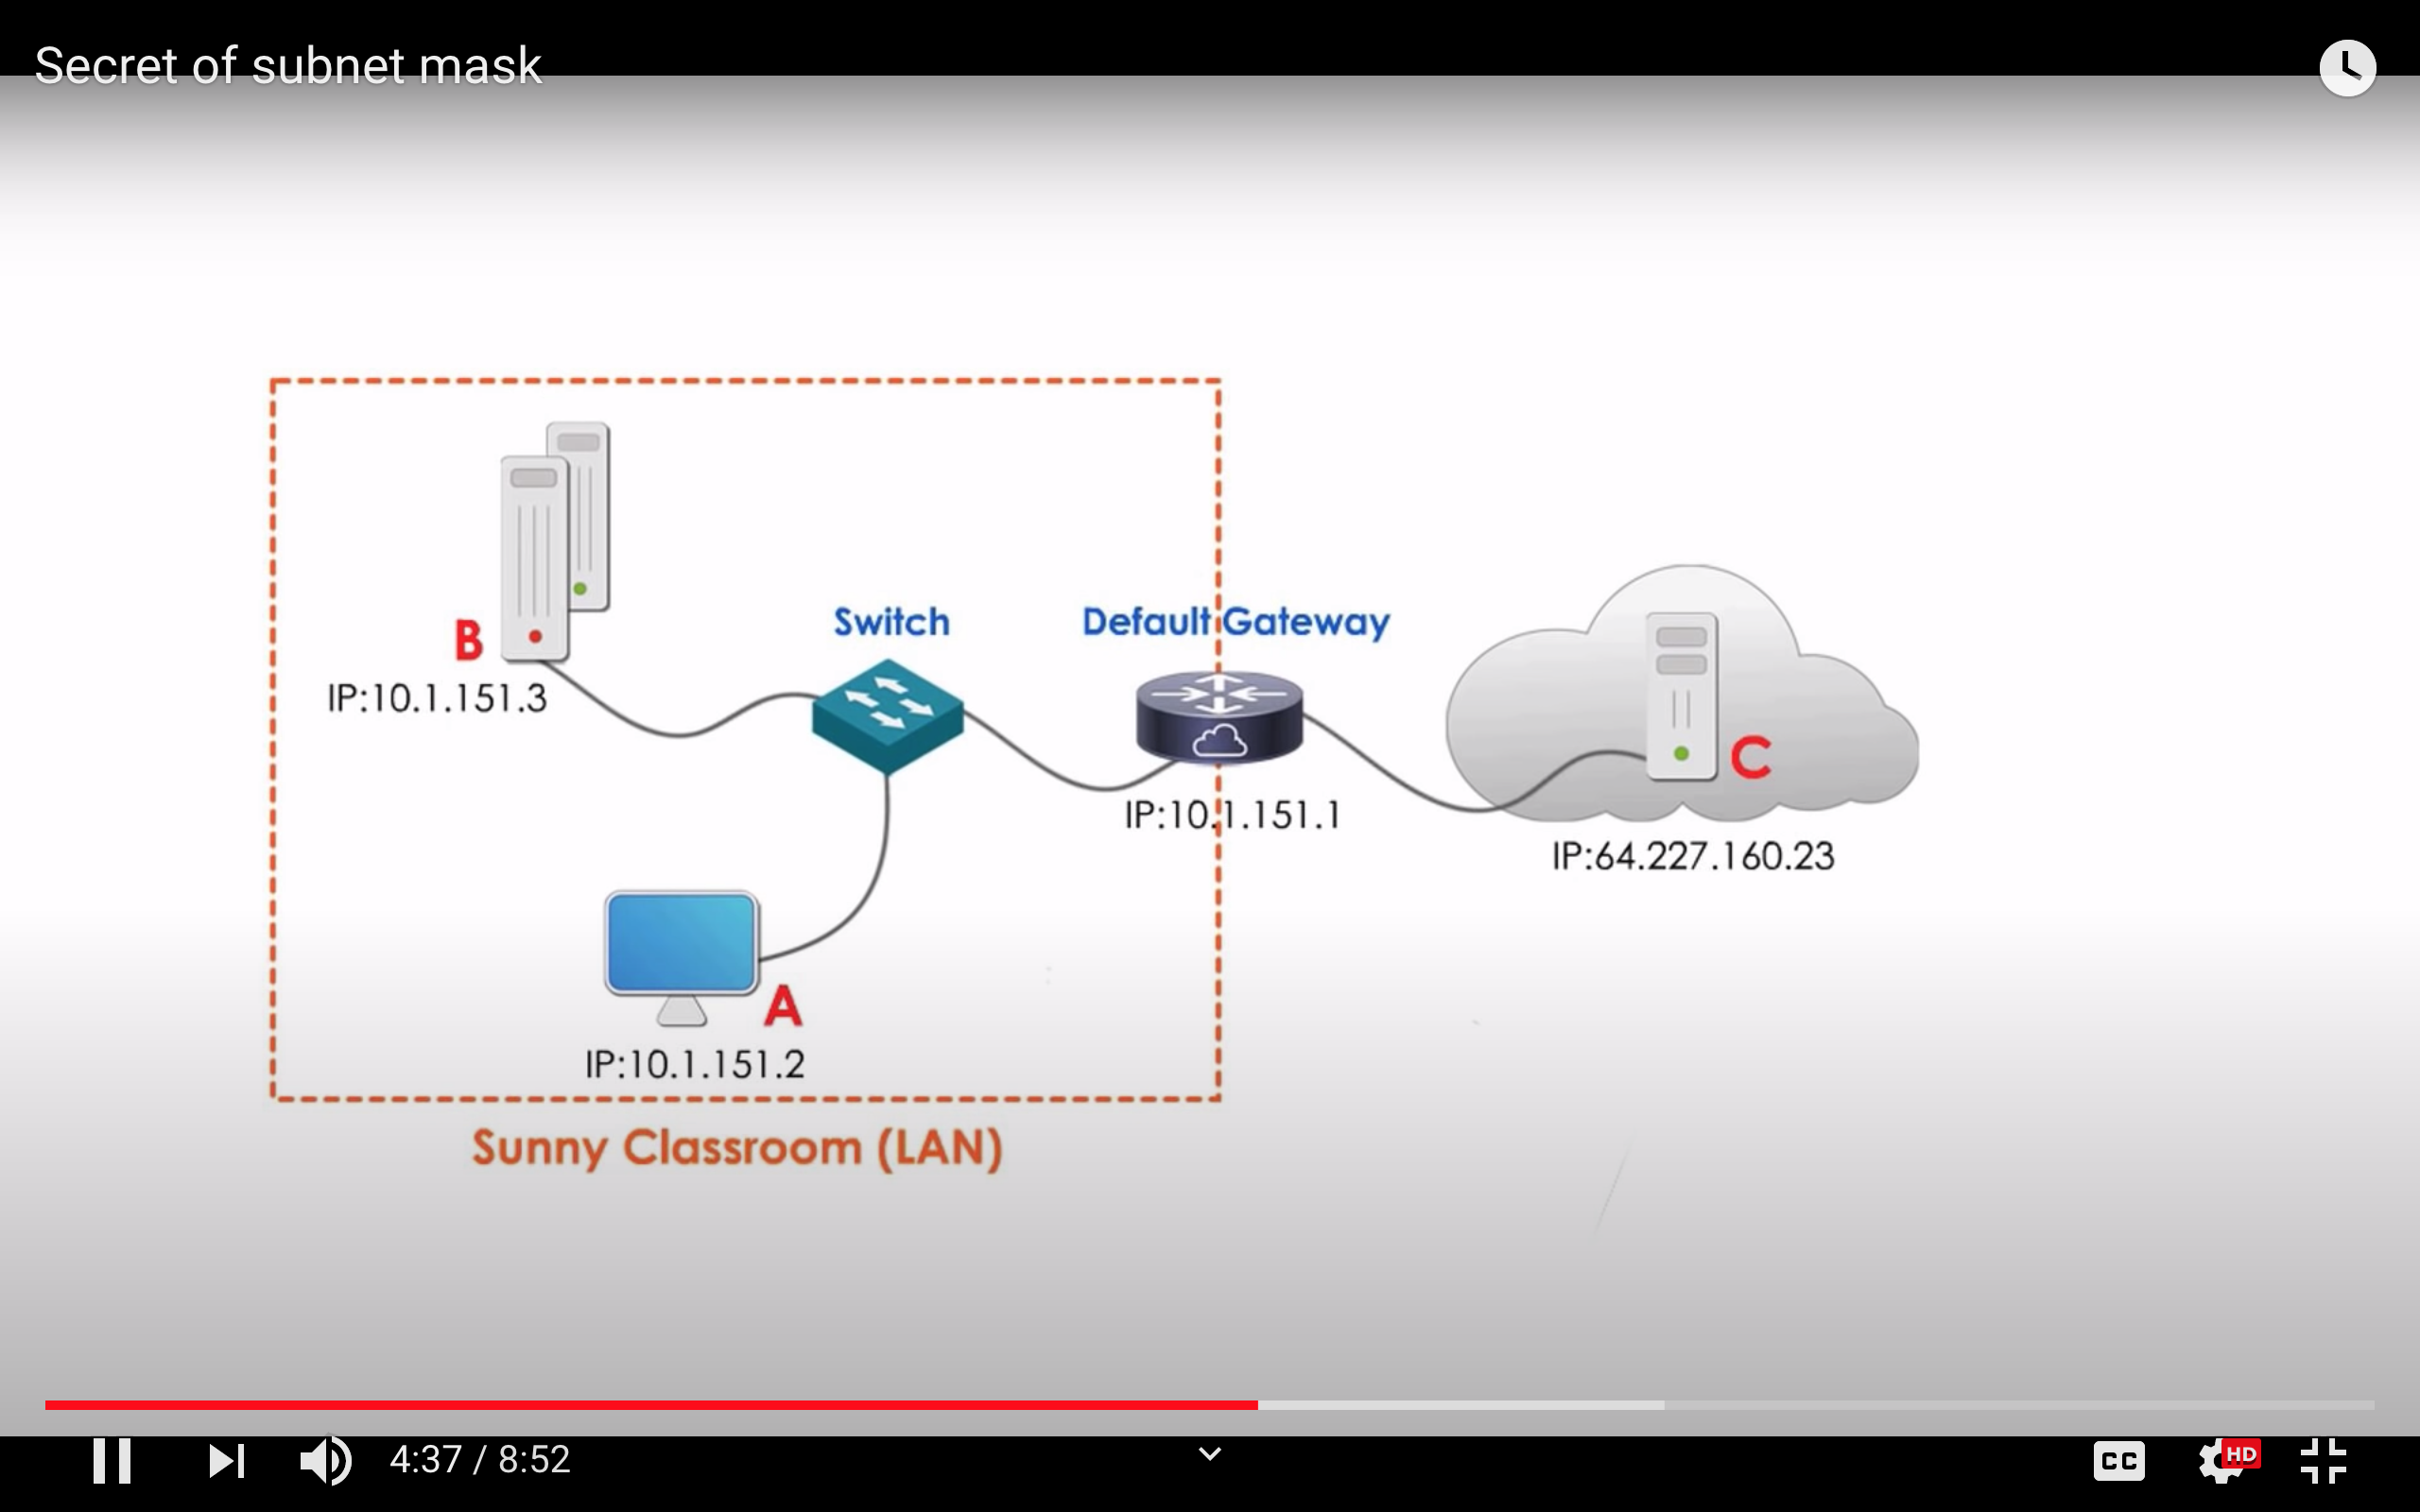 Secret of subnet mask
B
IP:10.1.151.3
Switch
Default Gateway
IP:10.1.151.1
C
IP:64.227.160.23
A
IP:10.1.151.2
Sunny Classroom (LAN)
4:37 / 8:52
CC
HD